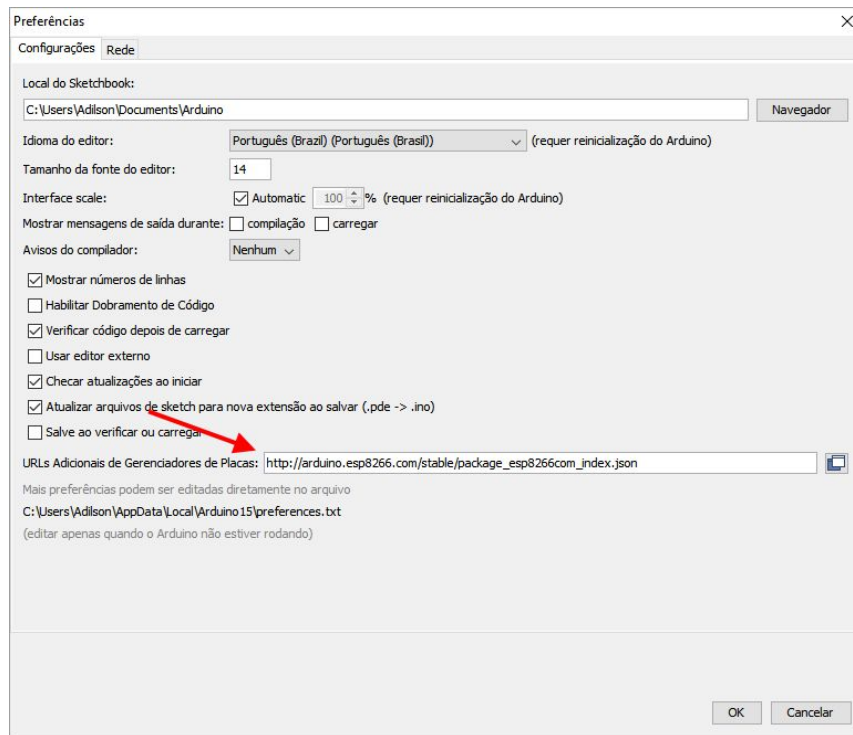 Preferências
Configurações Rede
Local do Sketchbook:
C:\Users\Adilson\Documents\Arduino Navegador
Idioma do editor: Português (Brazil) (Português (Brasil)) (requer reinicialização do Arduino)
Tamanho da fonte do editor: 14
Interface scale: Automatic 100 % (requer reinicialização do Arduino)
Mostrar mensagens de saída durante: compilação carregar
Avisos do compilador: Nenhum
Mostrar números de linhas
Habilitar Dobramento de Código
Verificar código depois de carregar
Usar editor externo
Checar atualizações ao iniciar
Atualizar arquivos de sketch para nova extensão ao salvar (.pde -> .ino)
Salve ao verificar ou carregar
URLs Adicionais de Gerenciadores de Placas: http://arduino.esp8266.com/stable/package_esp8266com_index.json
Mais preferências podem ser editadas diretamente no arquivo
C:\Users\Adilson\AppData\Local\Arduino15\preferences.txt
(editar apenas quando o Arduino não estiver rodando)
OK Cancelar